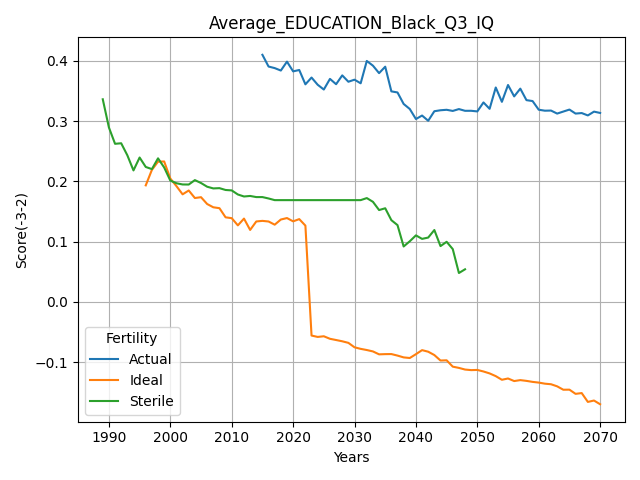 Average_EDUCATION_Black_Q3_IQ
Score(-3-2)
0.4
0.3
0.2
0.1
0.0
−0.1
Fertility
Actual
Ideal
Sterile
1990 2000 2010 2020 2030 2040 2050 2060 2070
Years